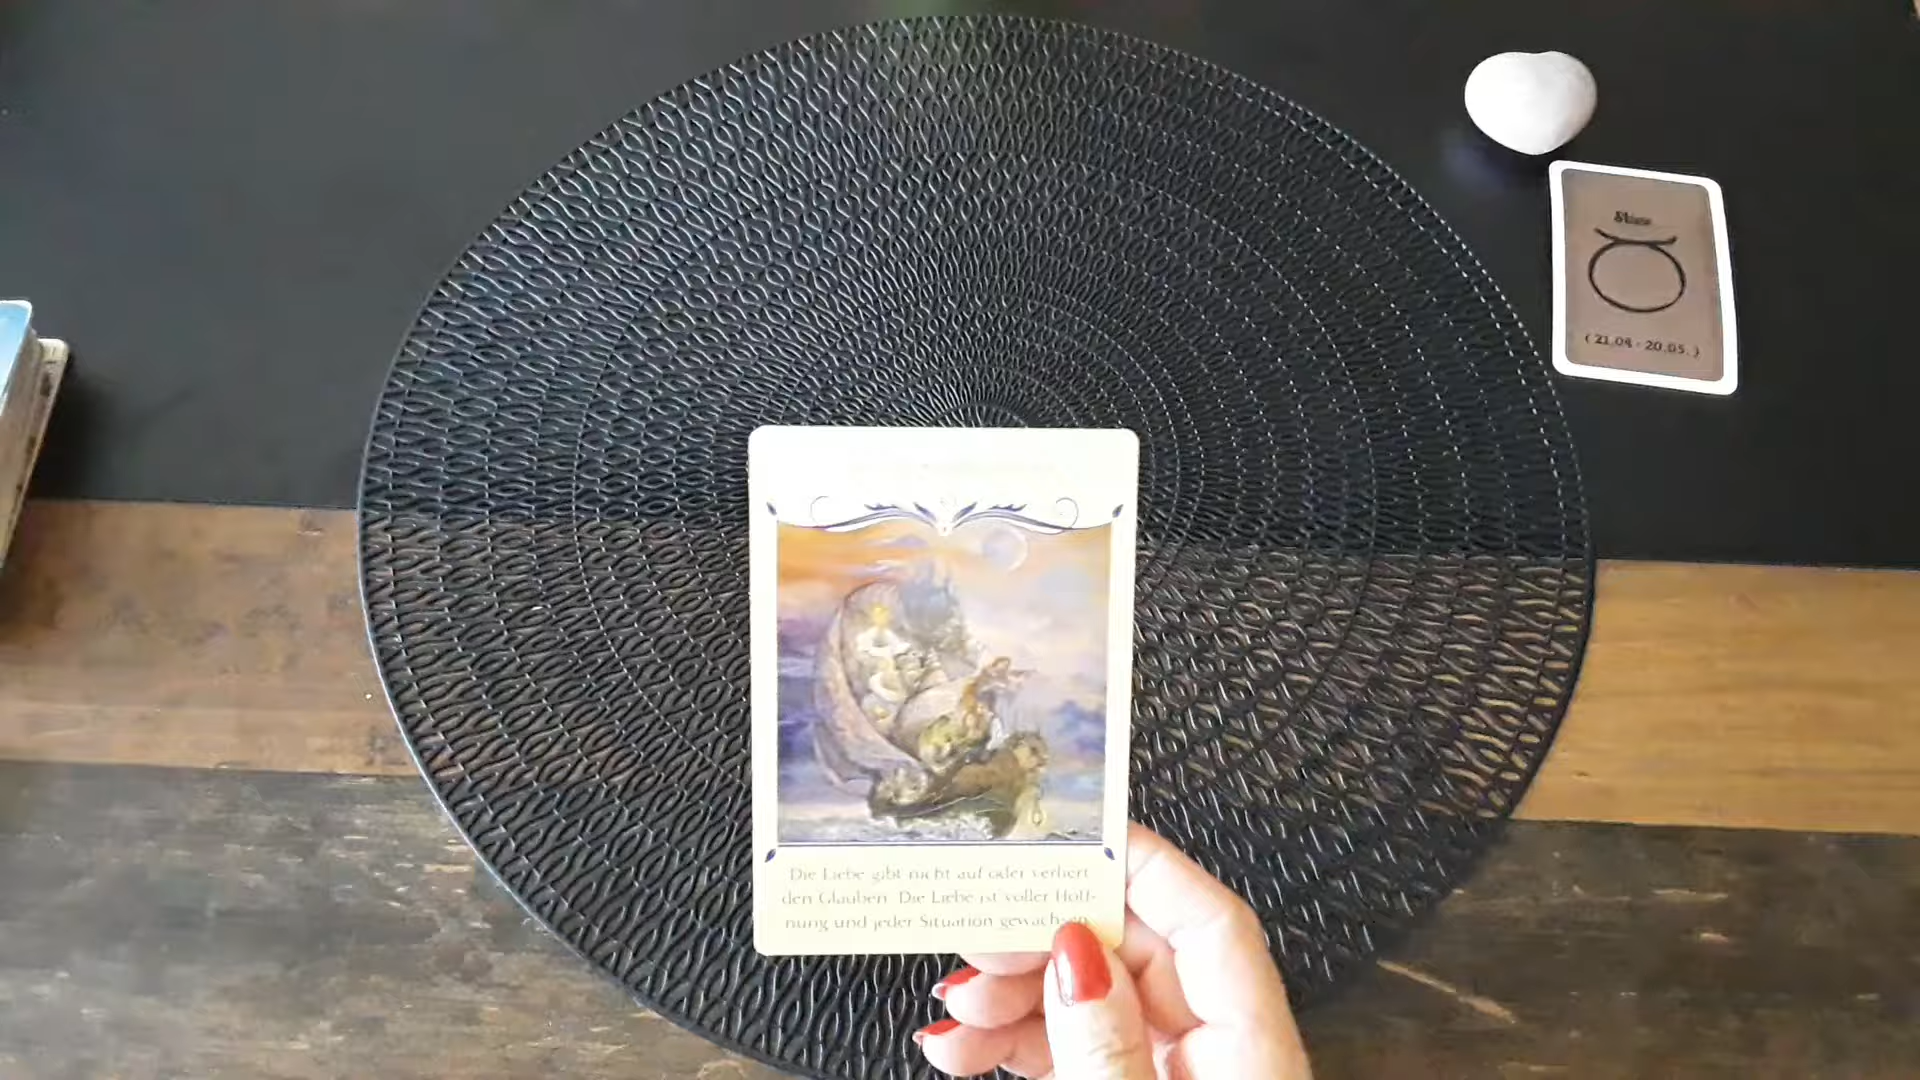 Stier
( 21.04 - 20.05. )
Die Liebe gibt nicht auf oder verliert
den Glauben. Die Liebe ist voller Hoff-
nung und jeder Situation gewachsen.